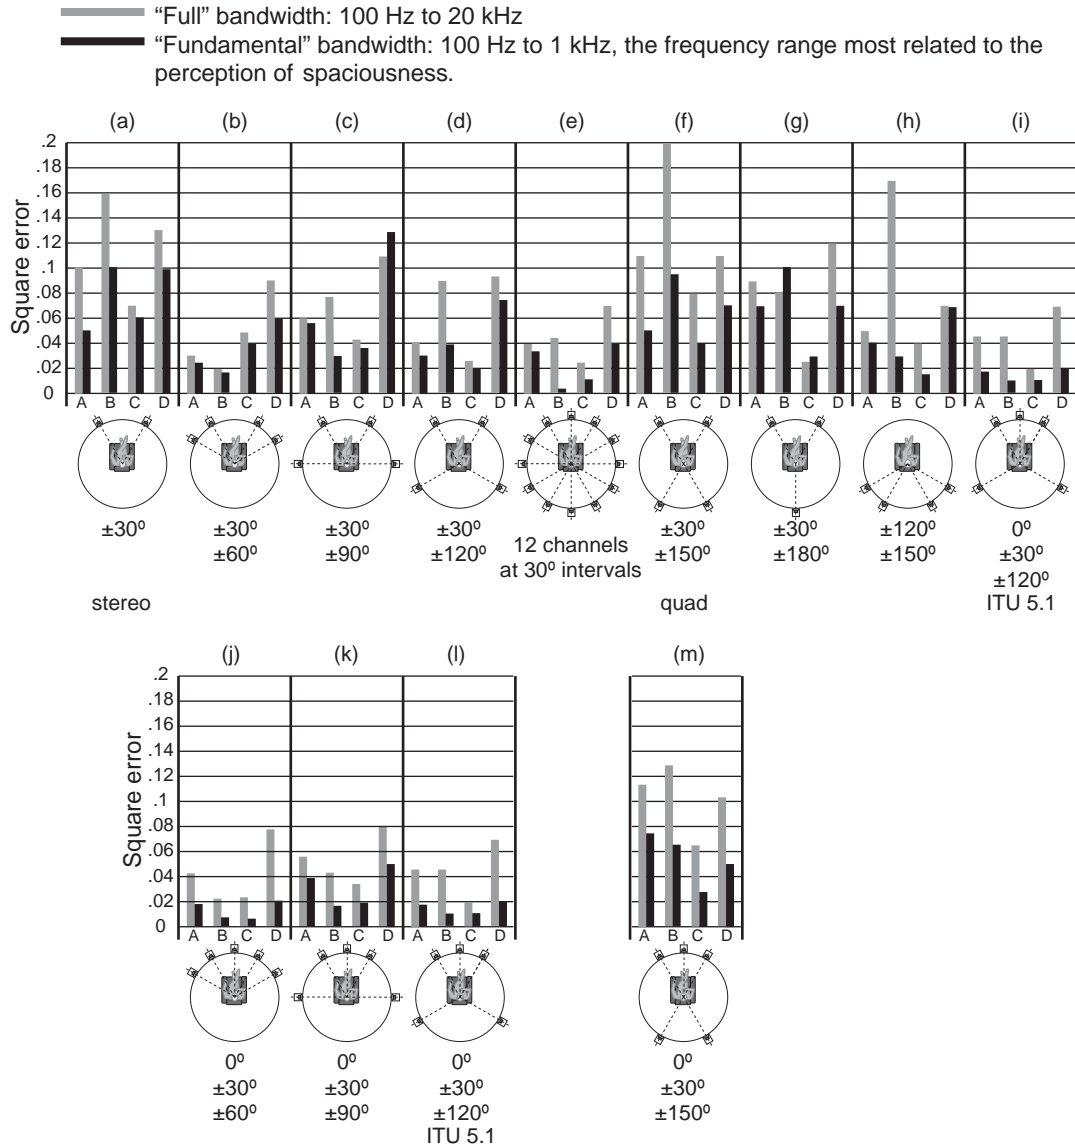 “Full” bandwidth: 100 Hz to 20 kHz
“Fundamental” bandwidth: 100 Hz to 1 kHz, the frequency range most related to the
perception of spaciousness.
(a) (b) (c) (d) (e) (f) (g) (h) (i)
Square error
.2
.18
.16
.14
.12
.1
.08
.06
.04
.02
0
A B C D A B C D A B C D A B C D A B C D A B C D A B C D A B C D A B C D
±30º ±30º ±30º ±30º 12 channels ±30º ±30º ±120º 0º
±60º ±90º ±120º at 30º intervals ±150º ±180º ±150º ±30º
±120º
stereo quad ITU 5.1
(j) (k) (l) (m)
Square error
.2
.18
.16
.14
.12
.1
.08
.06
.04
.02
0
A B C D A B C D A B C D A B C D
0º 0º 0º 0º
±30º ±30º ±30º ±30º
±60º ±90º ±120º ±150º
ITU 5.1